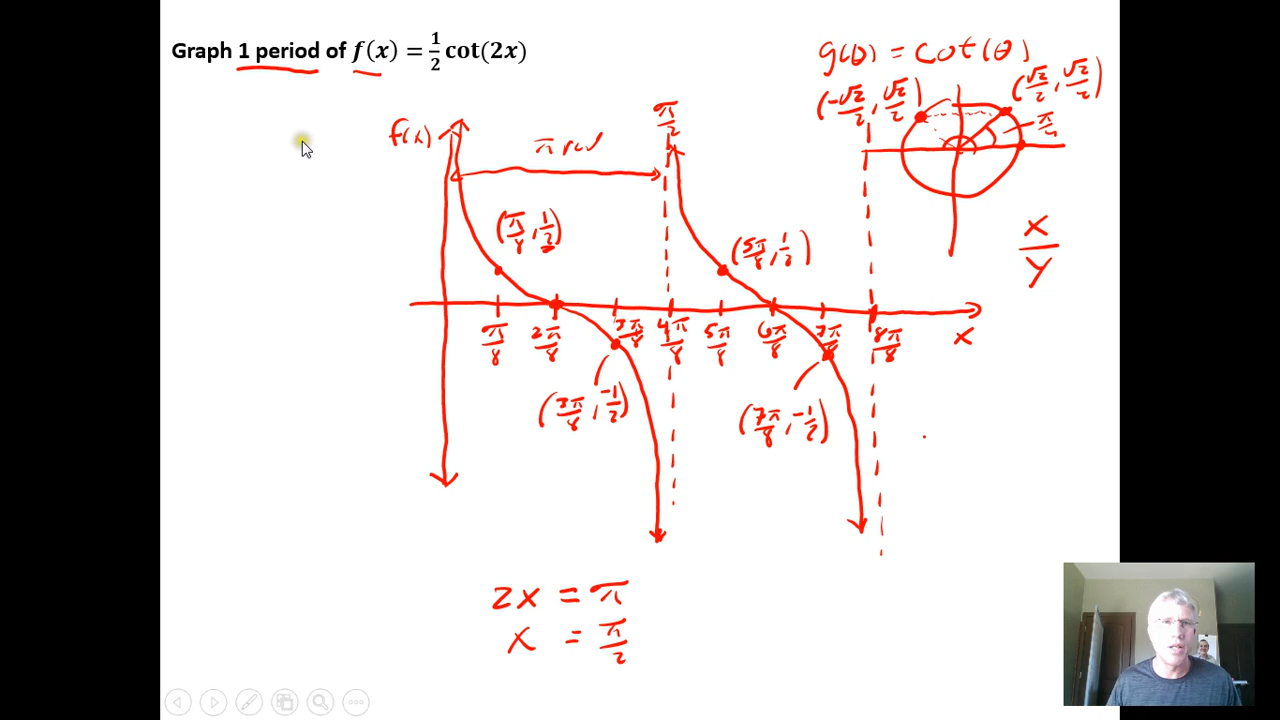 Graph 1 period of f(x) = 1/2 cot(2x)
g(θ) = cot(θ)
(-√2/2, √2/2)
(√2/2, √2/2)
π/4
x/y
f(x)
π/2
π rad
(π/8, 1/2)
(5π/8, 1/2)
π/8 2π/8 3π/8 4π/8 5π/8 6π/8 7π/8 8π/8
x
(3π/8, -1/2)
(7π/8, -1/2)
2x = π
x = π/2